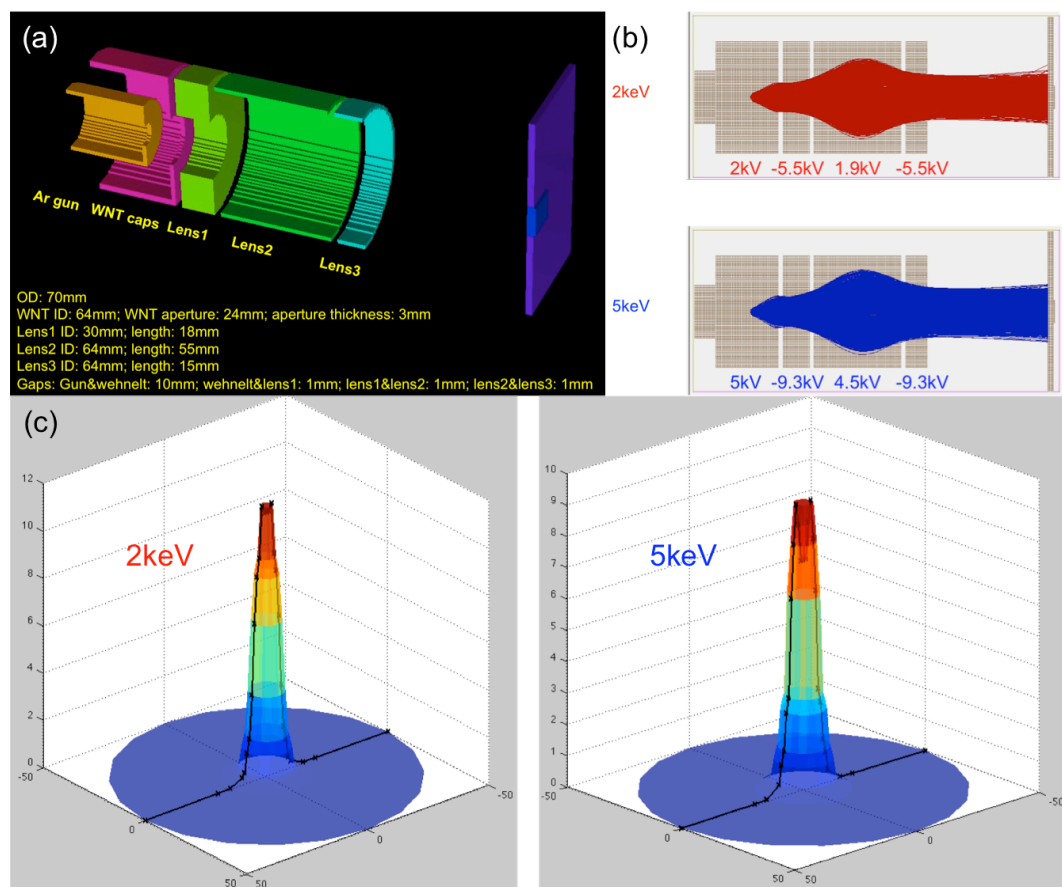 (a)
Ar gun
WNT caps
Lens1
Lens2
Lens3
OD: 70mm
WNT ID: 64mm; WNT aperture: 24mm; aperture thickness: 3mm
Lens1 ID: 30mm; length: 18mm
Lens2 ID: 64mm; length: 55mm
Lens3 ID: 64mm; length: 15mm
Gaps: Gun&wehnelt: 10mm; wehnelt&lens1: 1mm; lens1&lens2: 1mm; lens2&lens3: 1mm
(b)
2keV
2kV -5.5kV 1.9kV -5.5kV
5keV
5kV -9.3kV 4.5kV -9.3kV
(c)
2keV
12
10
8
6
4
2
0
-50
0
50
50
0
-50
5keV
10
9
8
7
6
5
4
3
2
1
0
-50
0
50
50
0
-50